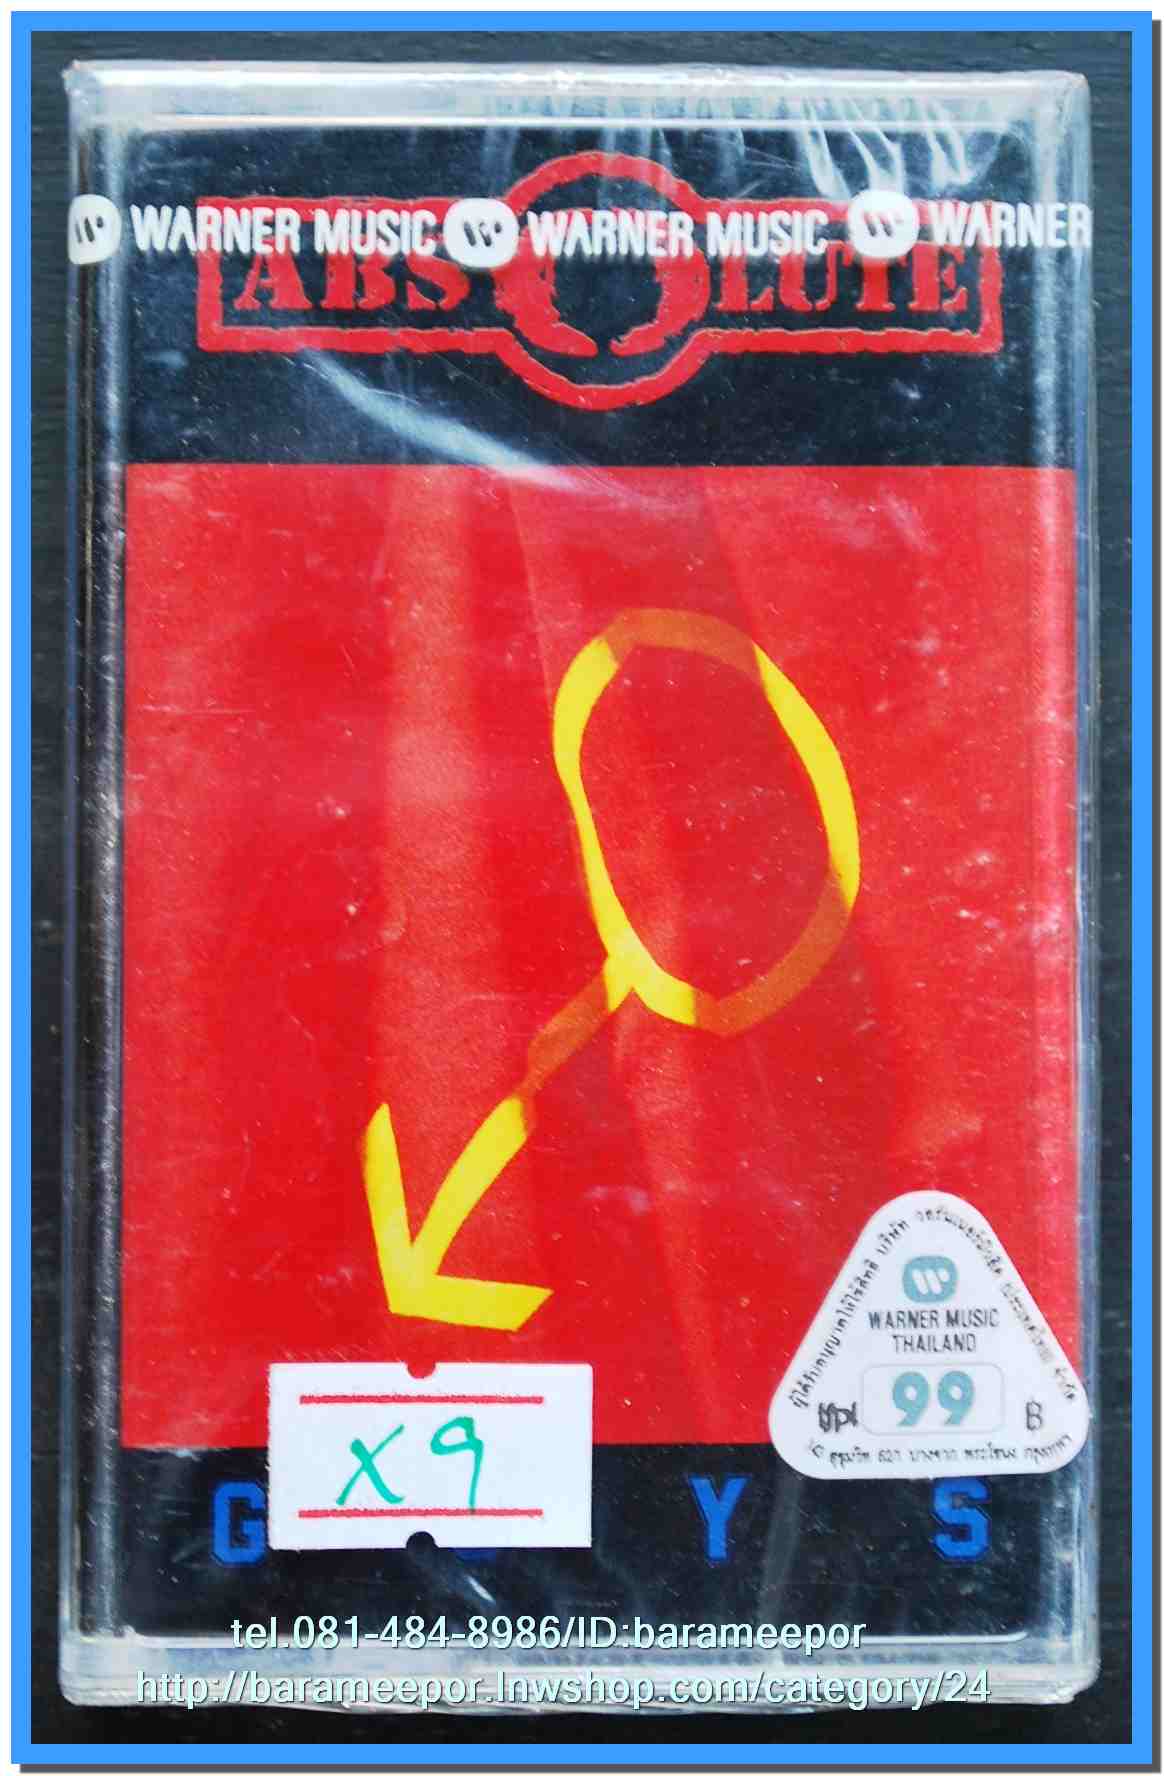 WARNER MUSIC WARNER MUSIC WARNER
ABSOLUTE
WARNER MUSIC
THAILAND
99
B
X9
G Y S
tel.081-484-8986/ID:barameepor
http://barameepor.lnwshop.com/category/24